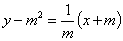 y − m² = 1/m (x + m)